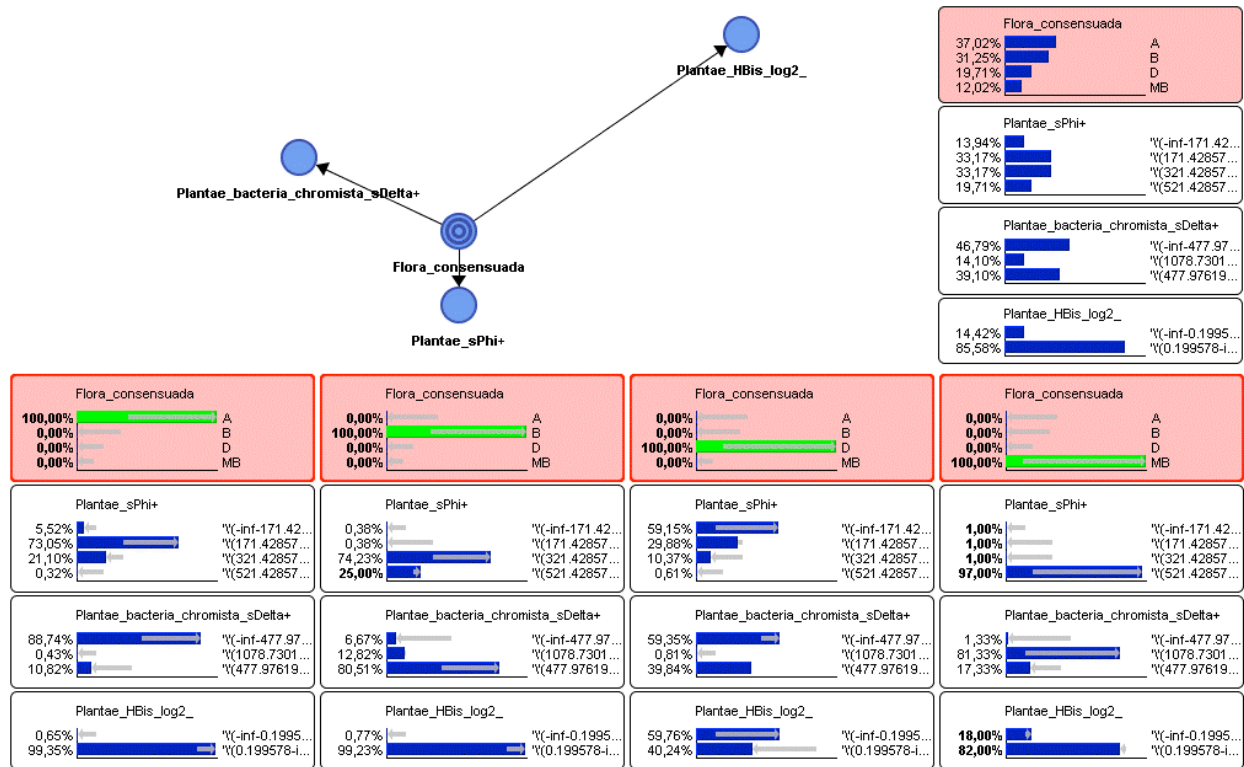 Plantae_HBis_log2_
Plantae_bacteria_chromista_sDelta+
Flora_consensuada
Plantae_sPhi+
Flora_consensuada
37,02% A
31,25% B
19,71% D
12,02% MB
Plantae_sPhi+
13,94% "\'(-inf-171.42...
33,17% "\'(171.42857...
33,17% "\'(321.42857...
19,71% "\'(521.42857...
Plantae_bacteria_chromista_sDelta+
46,79% "\'(-inf-477.97...
14,10% "\'(1078.7301...
39,10% "\'(477.97619...
Plantae_HBis_log2_
14,42% "\'(-inf-0.1995...
85,58% "\'(0.199578-i...
Flora_consensuada
100,00% A
0,00% B
0,00% D
0,00% MB
Plantae_sPhi+
5,52% "\'(-inf-171.42...
73,05% "\'(171.42857...
21,10% "\'(321.42857...
0,32% "\'(521.42857...
Plantae_bacteria_chromista_sDelta+
88,74% "\'(-inf-477.97...
0,43% "\'(1078.7301...
10,82% "\'(477.97619...
Plantae_HBis_log2_
0,65% "\'(-inf-0.1995...
99,35% "\'(0.199578-i...
Flora_consensuada
0,00% A
100,00% B
0,00% D
0,00% MB
Plantae_sPhi+
0,38% "\'(-inf-171.42...
0,38% "\'(171.42857...
74,23% "\'(321.42857...
25,00% "\'(521.42857...
Plantae_bacteria_chromista_sDelta+
6,67% "\'(-inf-477.97...
12,82% "\'(1078.7301...
80,51% "\'(477.97619...
Plantae_HBis_log2_
0,77% "\'(-inf-0.1995...
99,23% "\'(0.199578-i...
Flora_consensuada
0,00% A
0,00% B
100,00% D
0,00% MB
Plantae_sPhi+
59,15% "\'(-inf-171.42...
29,88% "\'(171.42857...
10,37% "\'(321.42857...
0,61% "\'(521.42857...
Plantae_bacteria_chromista_sDelta+
59,35% "\'(-inf-477.97...
0,81% "\'(1078.7301...
39,84% "\'(477.97619...
Plantae_HBis_log2_
59,76% "\'(-inf-0.1995...
40,24% "\'(0.199578-i...
Flora_consensuada
0,00% A
0,00% B
0,00% D
100,00% MB
Plantae_sPhi+
1,00% "\'(-inf-171.42...
1,00% "\'(171.42857...
1,00% "\'(321.42857...
97,00% "\'(521.42857...
Plantae_bacteria_chromista_sDelta+
1,33% "\'(-inf-477.97...
81,33% "\'(1078.7301...
17,33% "\'(477.97619...
Plantae_HBis_log2_
18,00% "\'(-inf-0.1995...
82,00% "\'(0.199578-i...